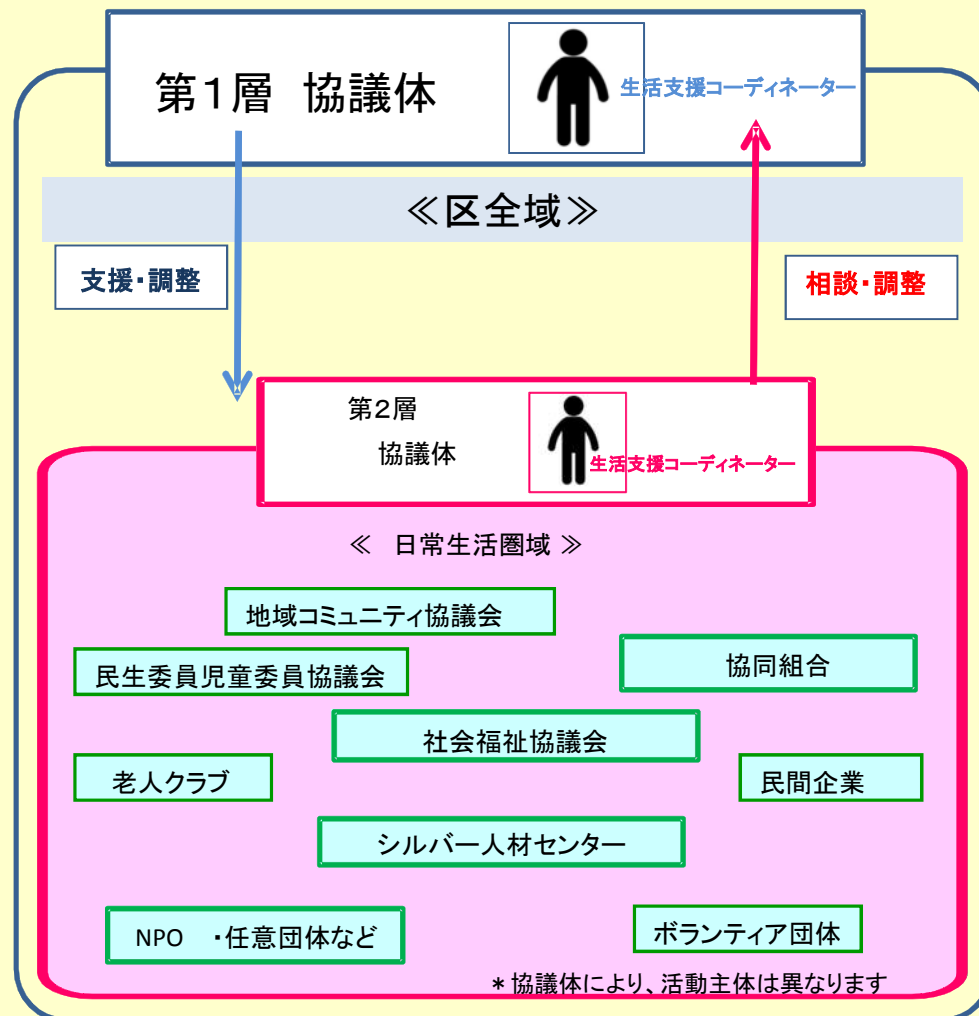 第１層 協議体
生活支援コーディネーター
≪区全域≫
支援・調整
相談・調整
第２層
協議体
生活支援コーディネーター
≪ 日常生活圏域 ≫
地域コミュニティ協議会
民生委員児童委員協議会
協同組合
社会福祉協議会
老人クラブ
民間企業
シルバー人材センター
NPO ・任意団体など
ボランティア団体
＊協議体により、活動主体は異なります